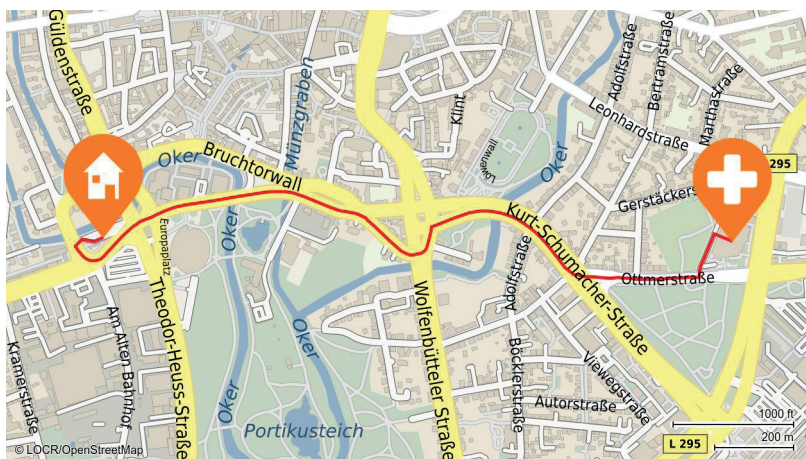 Güldenstraße
Oker
Bruchtorwall
Münzgraben
Klint
Löwenwall
Oker
Adolfstraße
Bertramstraße
Leonhardstraße
Marthastraße
295
Gerstäckers
Europaplatz
Oker
Kurt-Schumacher-Straße
Ottmerstraße
Adolfstraße
Am Alten Bahnhof
Theodor-Heuss-Straße
Wolfenbütteler Straße
Oker
Kramerstraße
Oker
Böcklerstraße
Viewegstraße
Autorstraße
Portikusteich
1000 ft
200 m
L 295
© LOCR/OpenStreetMap